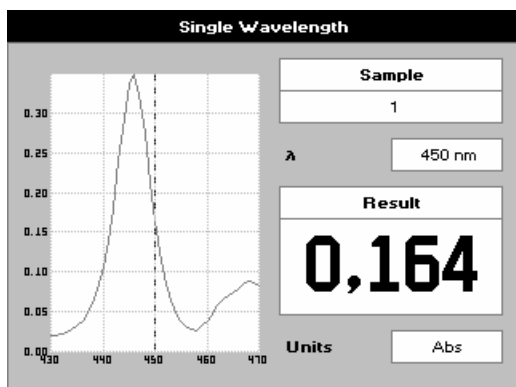 Single Wavelength
Sample
1
λ
450 nm
Result
0,164
Units
Abs
0.30
0.25
0.20
0.15
0.10
0.05
0.00
430 440 450 460 470